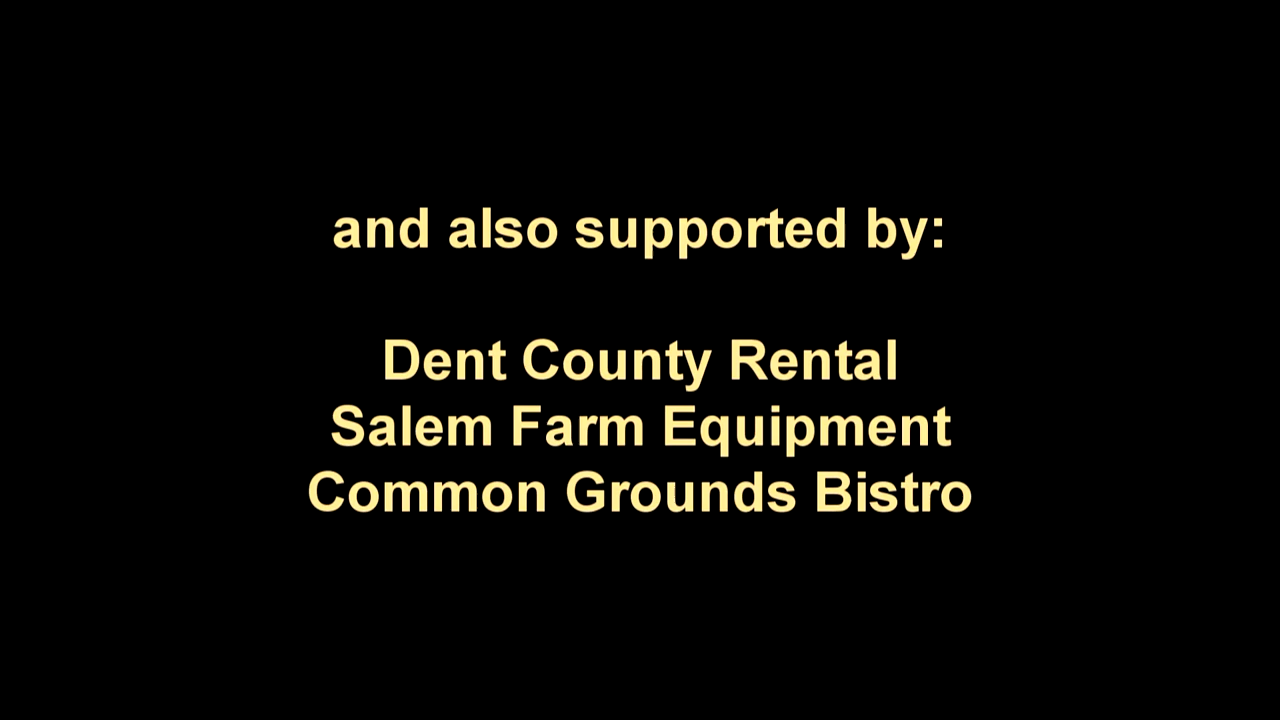 and also supported by:
Dent County Rental
Salem Farm Equipment
Common Grounds Bistro